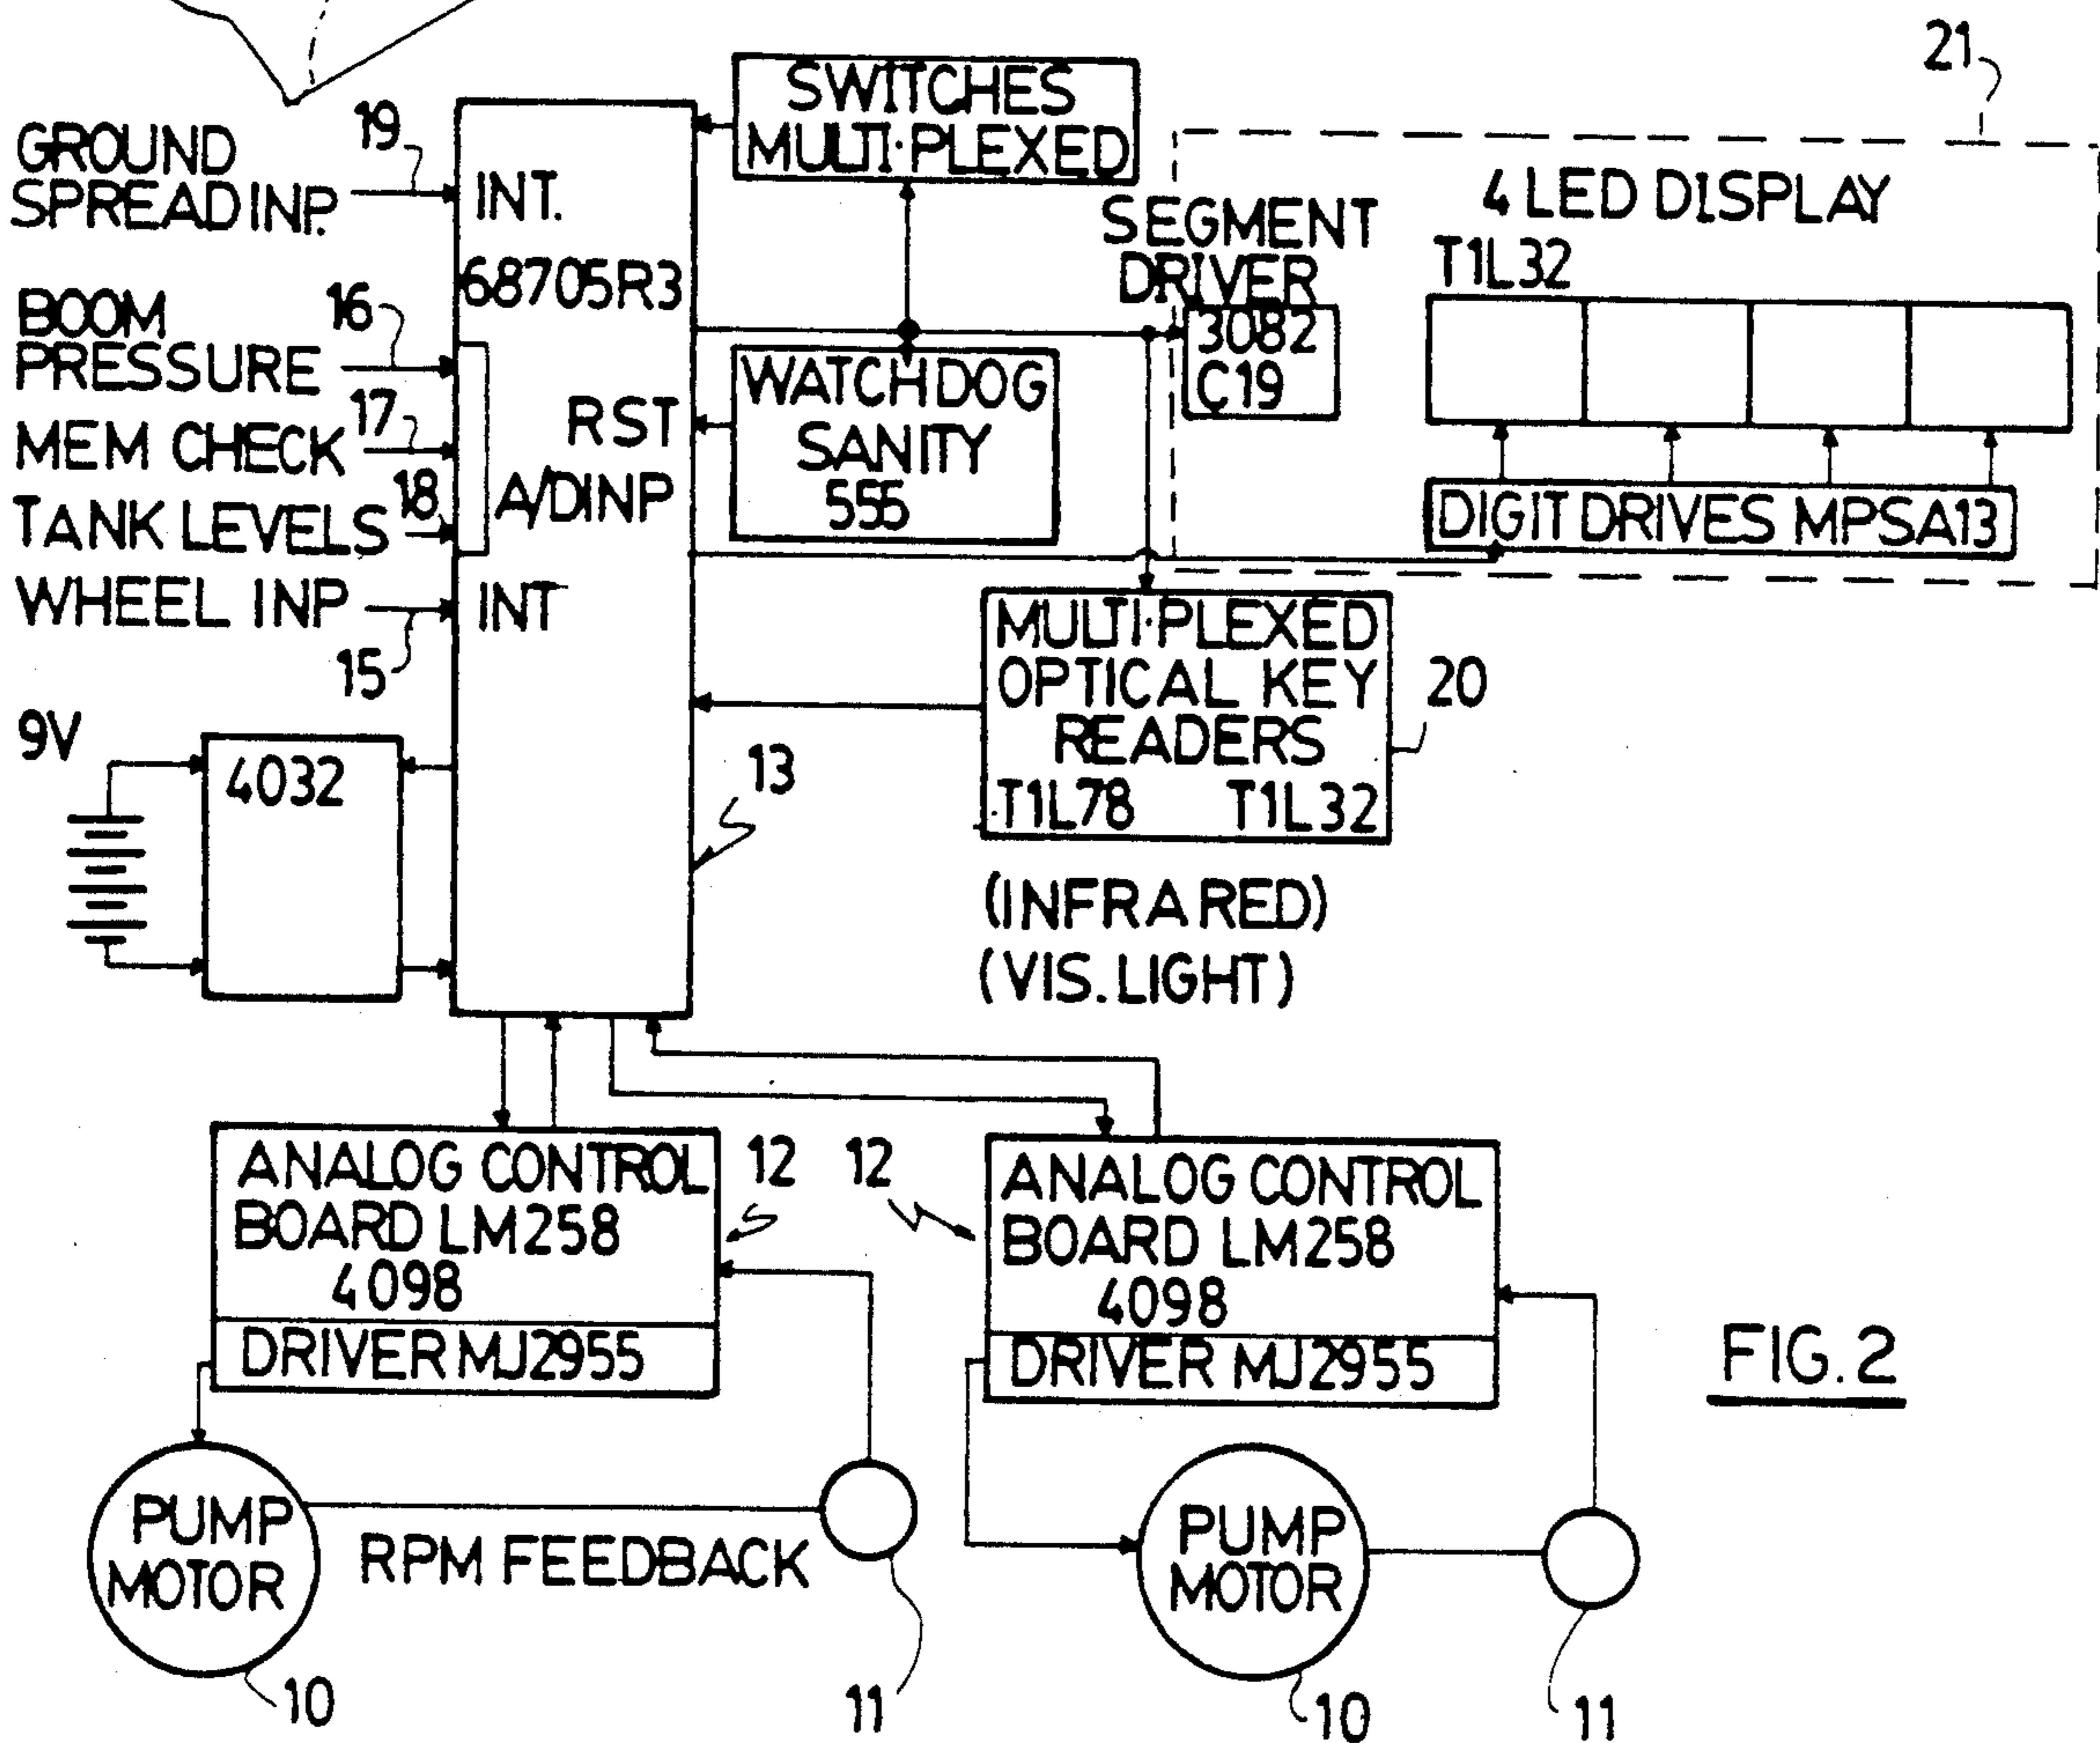 21
SWITCHES
MULTI·PLEXED
GROUND
SPREAD INP.
19
INT.
68705R3
SEGMENT
DRIVER
3082
C19
4 LED DISPLAY
T1L32
BOOM
PRESSURE
16
MEM CHECK
17
TANK LEVELS
18
RST
A/D INP
WATCHDOG
SANITY
555
DIGIT DRIVES MPSA13
WHEEL INP
15
INT
MULTI·PLEXED
OPTICAL KEY
READERS
T1L78 T1L32
20
9V
4032
13
(INFRARED)
(VIS. LIGHT)
ANALOG CONTROL
BOARD LM258
4098
DRIVER MJ2955
12
12
ANALOG CONTROL
BOARD LM258
4098
DRIVER MJ2955
FIG. 2
PUMP
MOTOR
RPM FEEDBACK
PUMP
MOTOR
10
11
10
11